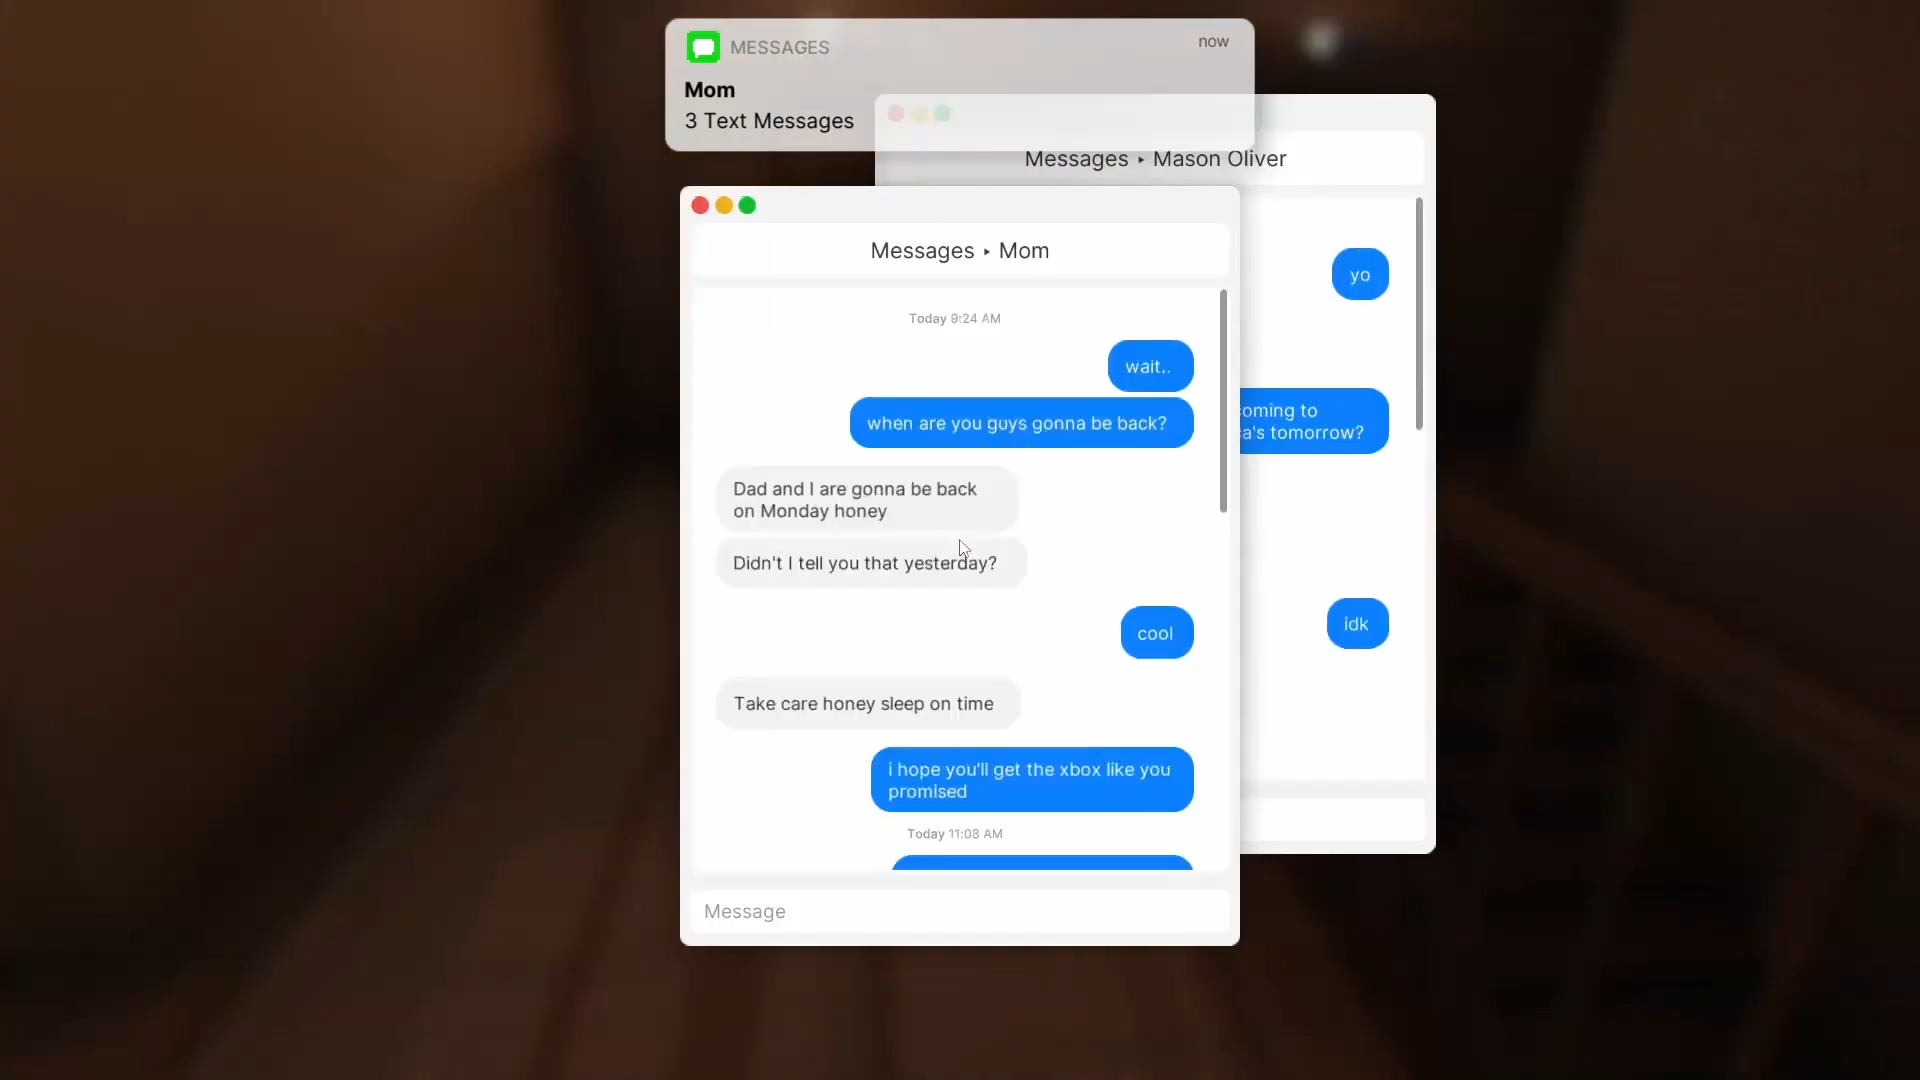 MESSAGES
now
Mom
3 Text Messages
Messages ▸ Mason Oliver
yo
coming to
a's tomorrow?
idk
Messages ▸ Mom
Today 9:24 AM
wait..
when are you guys gonna be back?
Dad and I are gonna be back
on Monday honey
Didn't I tell you that yesterday?
cool
Take care honey sleep on time
i hope you'll get the xbox like you
promised
Today 11:08 AM
Message